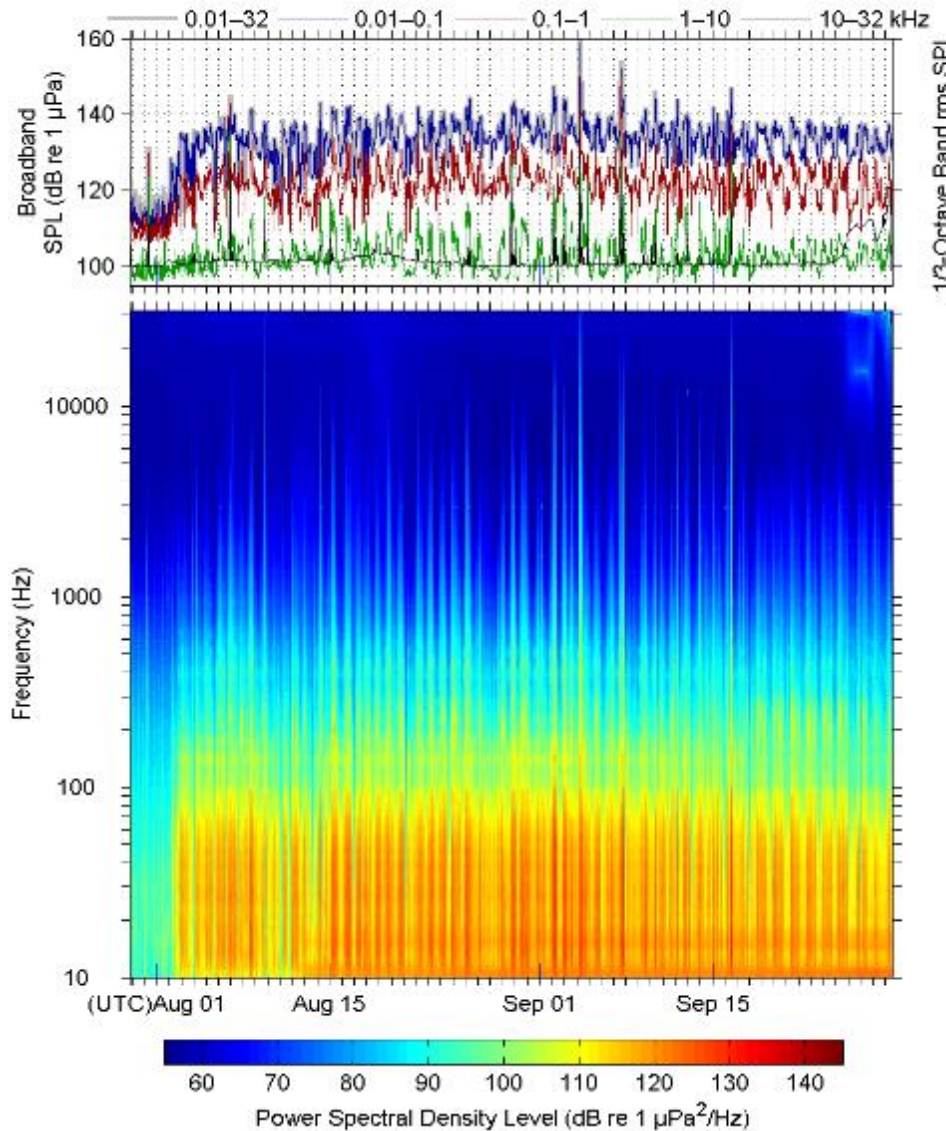 0.01–32 0.01–0.1 0.1–1 1–10 10–32 kHz
160
140
120
100
Broadband
SPL (dB re 1 µPa)
1/3-Octave Band rms SPL
10000
1000
100
10
Frequency (Hz)
(UTC) Aug 01 Aug 15 Sep 01 Sep 15
60 70 80 90 100 110 120 130 140
Power Spectral Density Level (dB re 1 µPa²/Hz)